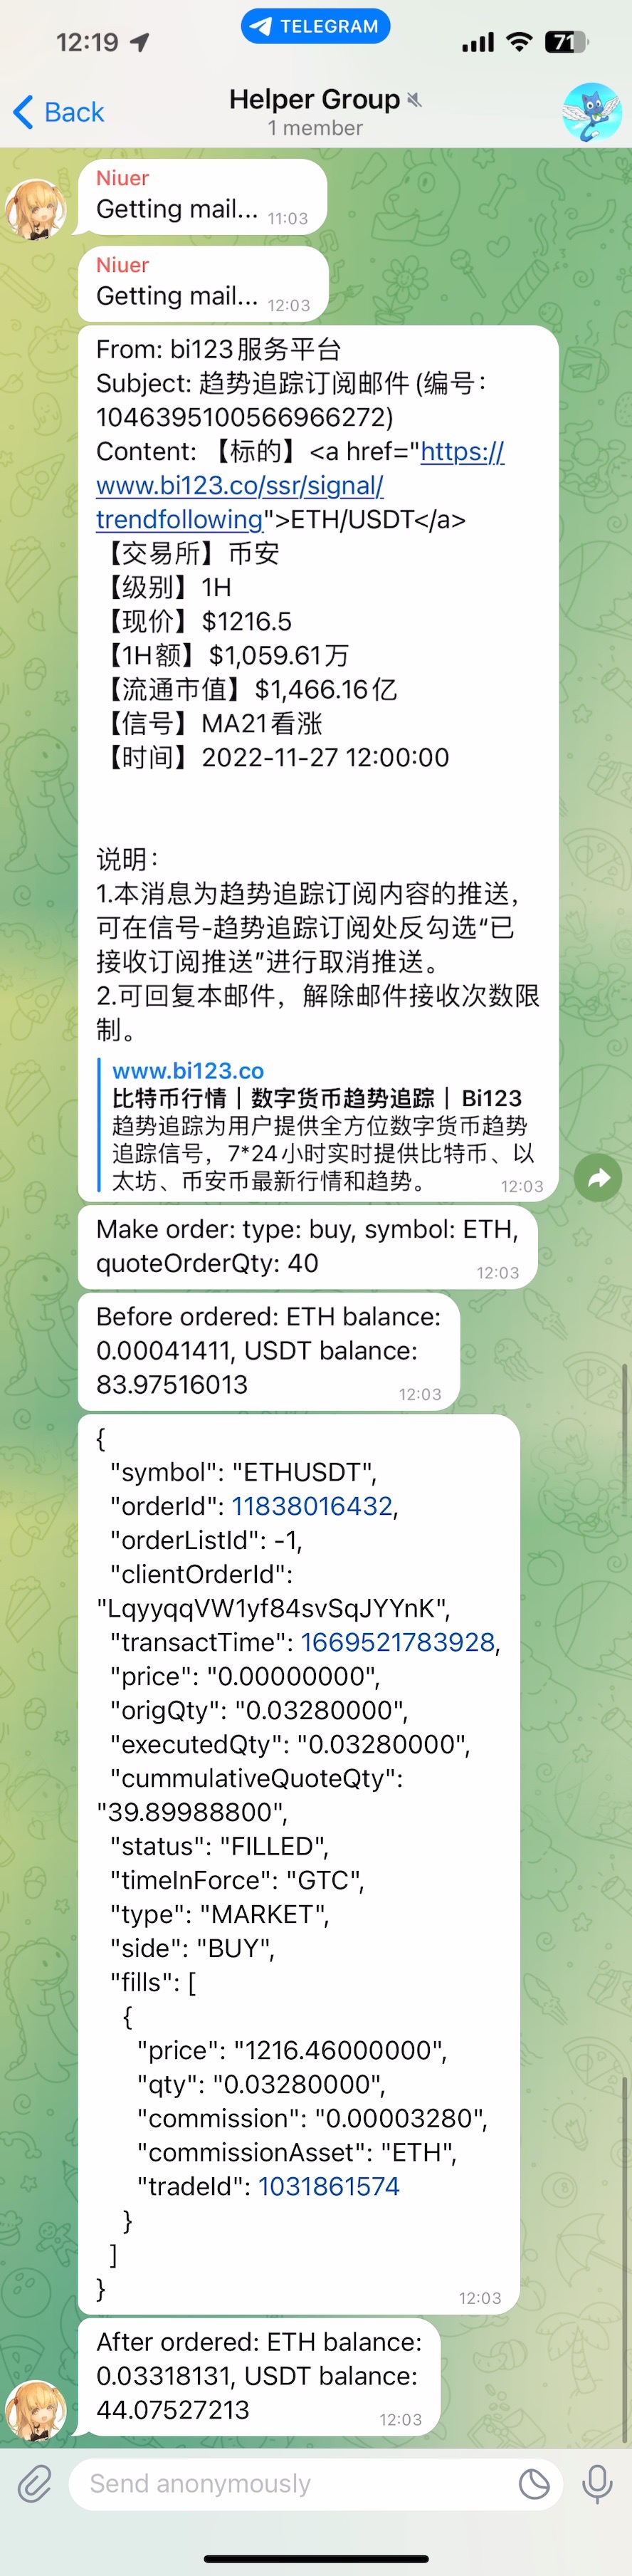 TELEGRAM
12:19
71
Back
Helper Group
1 member
Niuer
Getting mail... 11:03
Niuer
Getting mail... 12:03
From: bi123服务平台
Subject: 趋势追踪订阅邮件 (编号：
1046395100566966272)
Content: 【标的】<a href="https://
www.bi123.co/ssr/signal/
trendfollowing">ETH/USDT</a>
【交易所】币安
【级别】1H
【现价】$1216.5
【1H额】$1,059.61万
【流通市值】$1,466.16亿
【信号】MA21看涨
【时间】2022-11-27 12:00:00
说明：
1.本消息为趋势追踪订阅内容的推送，
可在信号-趋势追踪订阅处反勾选“已
接收订阅推送”进行取消推送。
2.可回复本邮件，解除邮件接收次数限
制。
www.bi123.co
比特币行情｜数字货币趋势追踪｜Bi123
趋势追踪为用户提供全方位数字货币趋势
追踪信号，7*24小时实时提供比特币、以
太坊、币安币最新行情和趋势。 12:03
Make order: type: buy, symbol: ETH,
quoteOrderQty: 40 12:03
Before ordered: ETH balance:
0.00041411, USDT balance:
83.97516013 12:03
{
"symbol": "ETHUSDT",
"orderId": 11838016432,
"orderListId": -1,
"clientOrderId":
"LqyyqqVW1yf84svSqJYYnK",
"transactTime": 1669521783928,
"price": "0.00000000",
"origQty": "0.03280000",
"executedQty": "0.03280000",
"cummulativeQuoteQty":
"39.89988800",
"status": "FILLED",
"timeInForce": "GTC",
"type": "MARKET",
"side": "BUY",
"fills": [
{
"price": "1216.46000000",
"qty": "0.03280000",
"commission": "0.00003280",
"commissionAsset": "ETH",
"tradeId": 1031861574
}
]
} 12:03
After ordered: ETH balance:
0.03318131, USDT balance:
44.07527213 12:03
Send anonymously